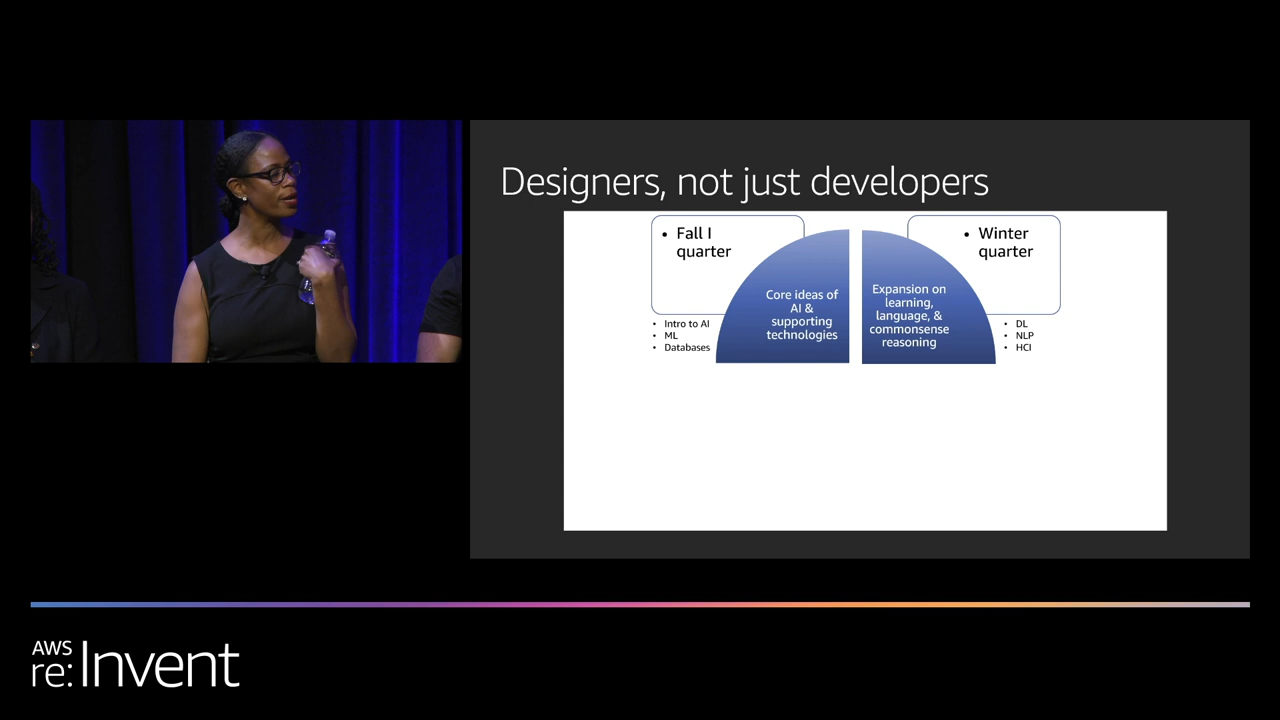 Designers, not just developers
• Fall I
quarter
Core ideas of
AI &
supporting
technologies
• Intro to AI
• ML
• Databases
• Winter
quarter
Expansion on
learning,
language, &
commonsense
reasoning
• DL
• NLP
• HCI
AWS
re:Invent